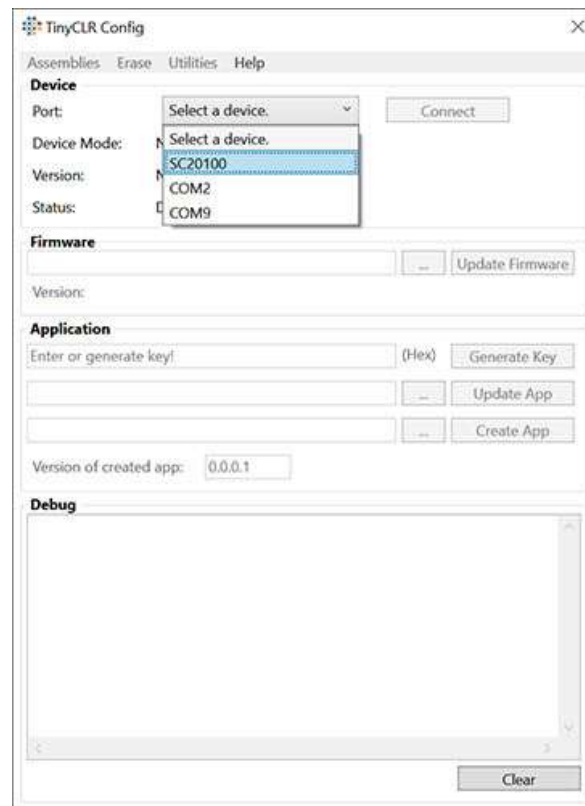 TinyCLR Config
Assemblies Erase Utilities Help
Device
Port: Select a device. Connect
Device Mode: N Select a device.
SC20100
Version: N
COM2
Status: D COM9
Firmware
... Update Firmware
Version:
Application
Enter or generate key! (Hex) Generate Key
... Update App
... Create App
Version of created app: 0.0.0.1
Debug
Clear